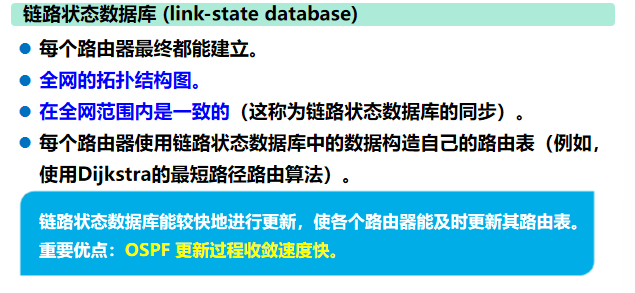 链路状态数据库 (link-state database)
每个路由器最终都能建立。
全网的拓扑结构图。
在全网范围内是一致的（这称为链路状态数据库的同步）。
每个路由器使用链路状态数据库中的数据构造自己的路由表（例如，
使用Dijkstra的最短路径路由算法）。
链路状态数据库能较快地进行更新，使各个路由器能及时更新其路由表。
重要优点：OSPF 更新过程收敛速度快。